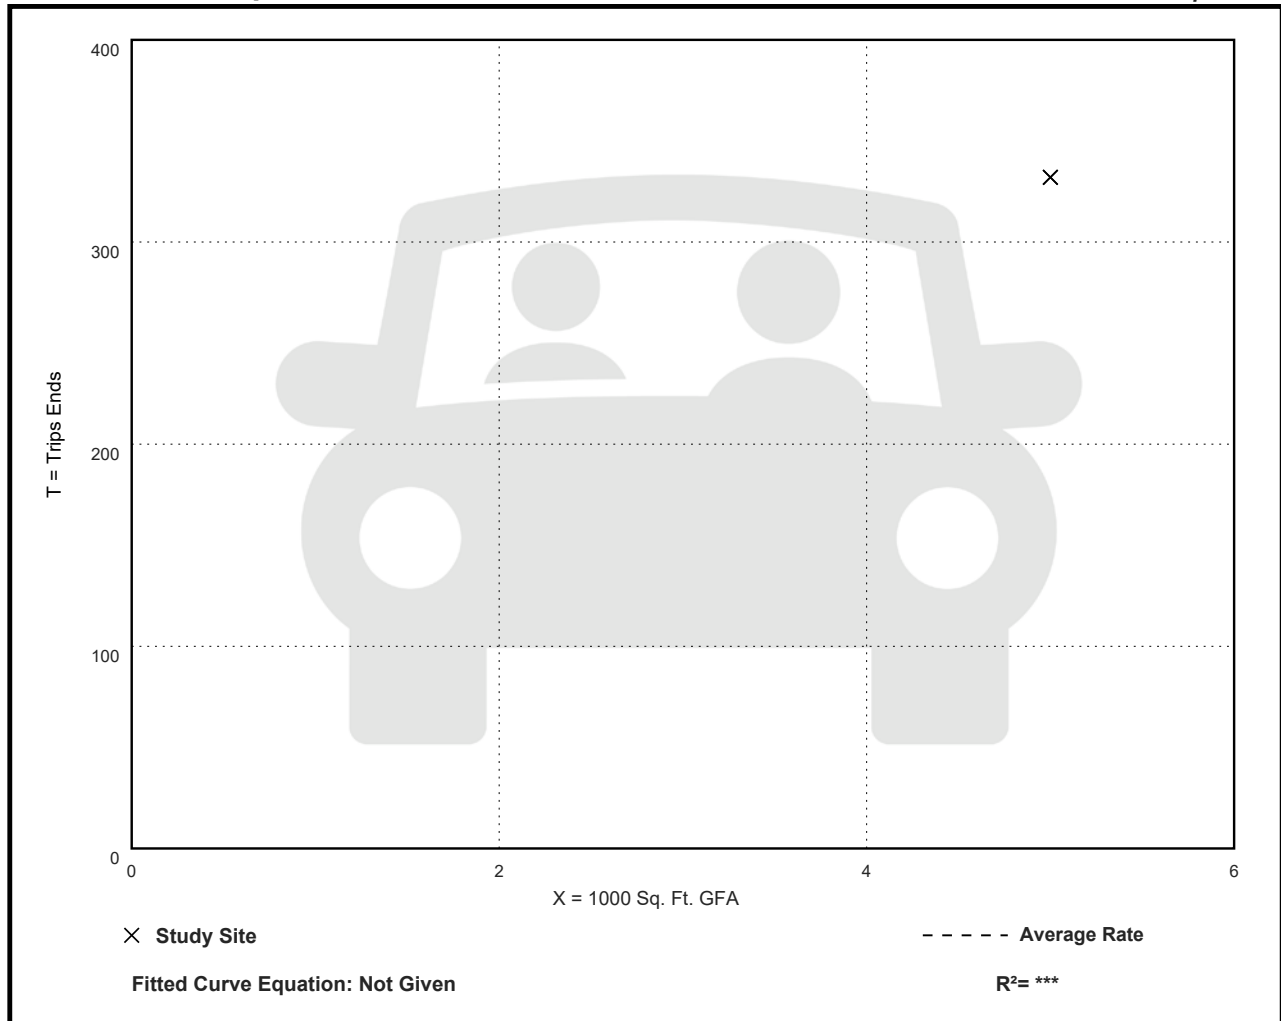 400
300
200
100
0
T = Trips Ends
0 2 4 6
X = 1000 Sq. Ft. GFA
Study Site
Average Rate
Fitted Curve Equation: Not Given
R²= ***